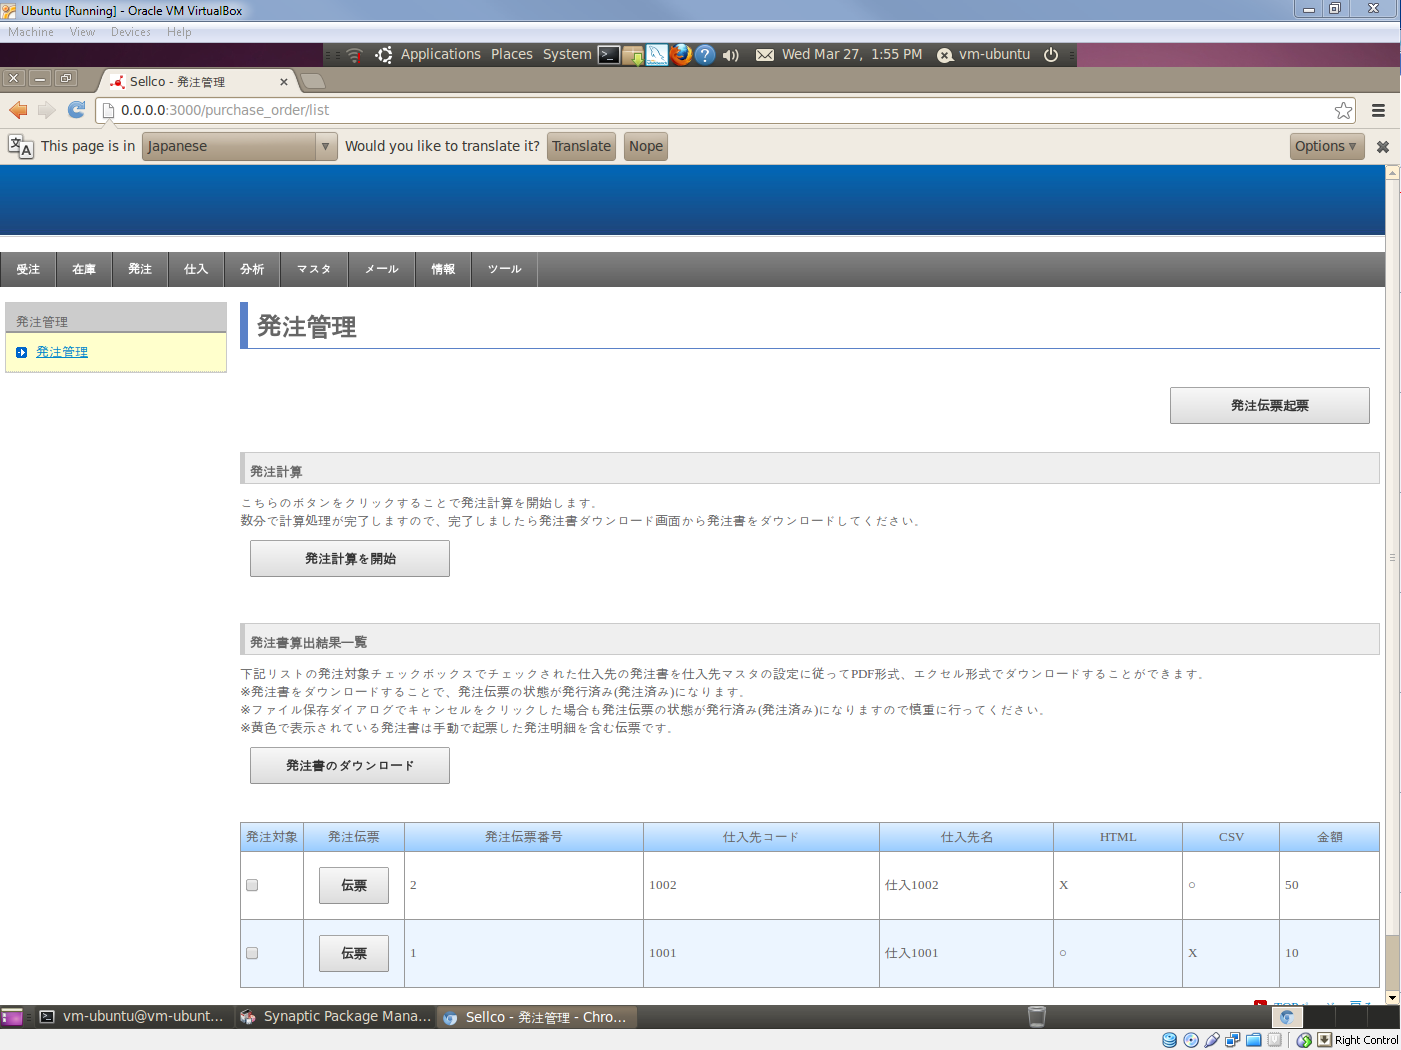 Ubuntu [Running] - Oracle VM VirtualBox
Machine View Devices Help
Applications Places System Wed Mar 27, 1:55 PM vm-ubuntu
Sellco - 発注管理
0.0.0.0:3000/purchase_order/list
This page is in Japanese Would you like to translate it? Translate Nope Options
受注 在庫 発注 仕入 分析 マスタ メール 情報 ツール
発注管理
発注管理
発注管理
発注伝票起票
発注計算
こちらのボタンをクリックすることで発注計算を開始します。
数分で計算処理が完了しますので、完了しましたら発注書ダウンロード画面から発注書をダウンロードしてください。
発注計算を開始
発注書算出結果一覧
下記リストの発注対象チェックボックスでチェックされた仕入先の発注書を仕入先マスタの設定に従ってPDF形式、エクセル形式でダウンロードすることができます。
※発注書をダウンロードすることで、発注伝票の状態が発行済み(発注済み)になります。
※ファイル保存ダイアログでキャンセルをクリックした場合も発注伝票の状態が発行済み(発注済み)になりますので慎重に行ってください。
※黄色で表示されている発注書は手動で起票した発注明細を含む伝票です。
発注書のダウンロード
発注対象 発注伝票 発注伝票番号 仕入先コード 仕入先名 HTML CSV 金額
伝票 2 1002 仕入1002 X ○ 50
伝票 1 1001 仕入1001 ○ X 10
vm-ubuntu@vm-ubunt... Synaptic Package Mana... Sellco - 発注管理 - Chro...
Right Control